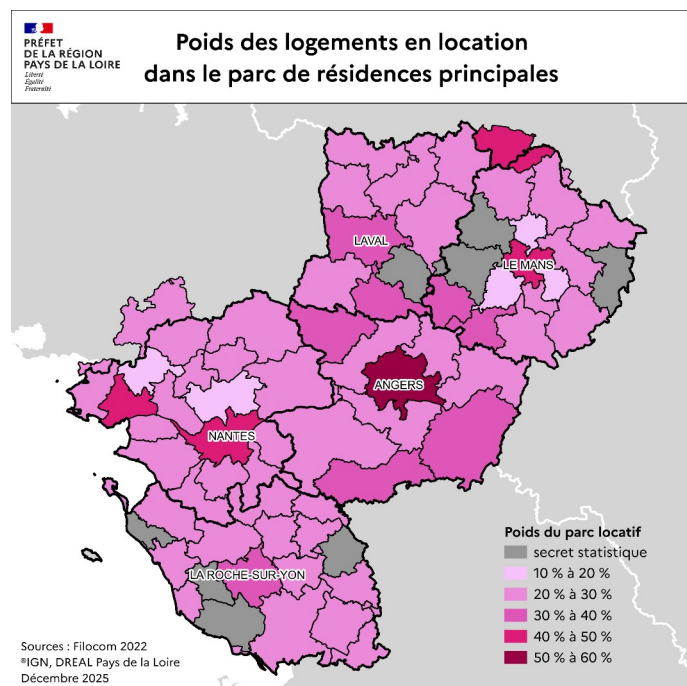 PRÉFET
DE LA RÉGION
PAYS DE LA LOIRE
Liberté
Égalité
Fraternité
Poids des logements en location
dans le parc de résidences principales
LAVAL
LE MANS
ANGERS
NANTES
LA ROCHE-SUR-YON
Poids du parc locatif
secret statistique
10 % à 20 %
20 % à 30 %
30 % à 40 %
40 % à 50 %
50 % à 60 %
Sources : Filocom 2022
®IGN, DREAL Pays de la Loire
Décembre 2025